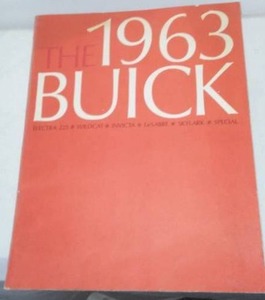 1963
THE
BUICK
ELECTRA 225 ★ WILDCAT ★ INVICTA ★ LeSABRE ★ SKYLARK ★ SPECIAL